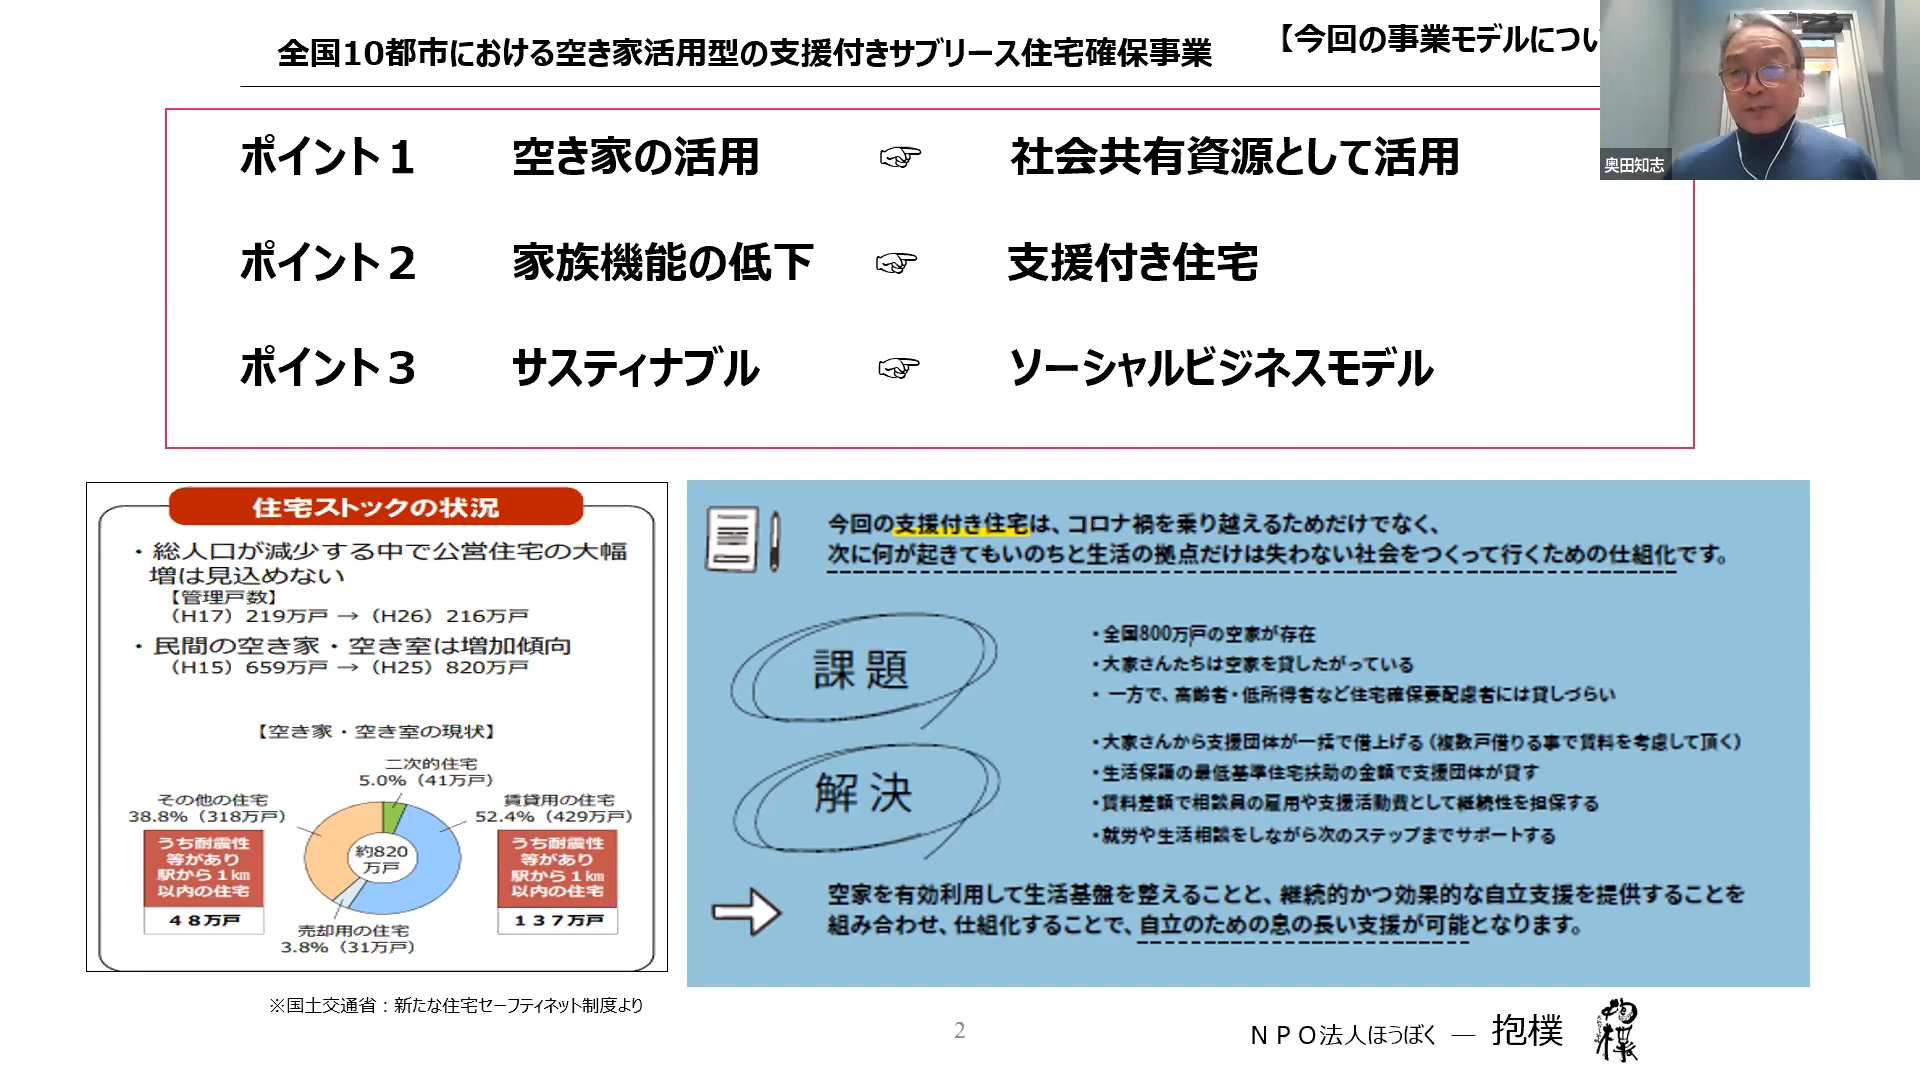 全国10都市における空き家活用型の支援付きサブリース住宅確保事業
【今回の事業モデルについ
奥田知志
ポイント１ 空き家の活用 ☞ 社会共有資源として活用
ポイント２ 家族機能の低下 ☞ 支援付き住宅
ポイント３ サスティナブル ☞ ソーシャルビジネスモデル
住宅ストックの状況
・総人口が減少する中で公営住宅の大幅
増は見込めない
【管理戸数】
（H17）219万戸 → （H26）216万戸
・民間の空き家・空き室は増加傾向
（H15）659万戸 → （H25）820万戸
【空き家・空き室の現状】
二次的住宅
5.0%（41万戸）
その他の住宅
38.8%（318万戸）
賃貸用の住宅
52.4%（429万戸）
うち耐震性
等があり
駅から１km
以内の住宅
４８万戸
約820
万戸
うち耐震性
等があり
駅から１km
以内の住宅
１３７万戸
売却用の住宅
3.8%（31万戸）
※国土交通省：新たな住宅セーフティネット制度より
今回の支援付き住宅は、コロナ禍を乗り越えるためだけでなく、
次に何が起きてもいのちと生活の拠点だけは失わない社会をつくって行くための仕組化です。
課題
・全国800万戸の空家が存在
・大家さんたちは空家を貸したがっている
・一方で、高齢者・低所得者など住宅確保要配慮者には貸しづらい
解決
・大家さんから支援団体が一括で借上げる（複数戸借りる事で賃料を考慮して頂く）
・生活保護の最低基準住宅扶助の金額で支援団体が貸す
・賃料差額で相談員の雇用や支援活動費として継続性を担保する
・就労や生活相談をしながら次のステップまでサポートする
空家を有効利用して生活基盤を整えることと、継続的かつ効果的な自立支援を提供することを
組み合わせ、仕組化することで、自立のための息の長い支援が可能となります。
2
ＮＰＯ法人ほうぼく — 抱樸